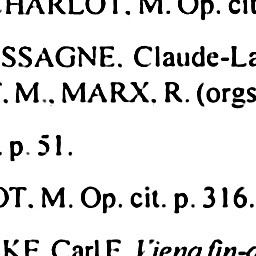 CHARLOT, M. Op. cit
SSAGNE, Claude-La
, M., MARX, R. (orgs
. p. 51.
OT, M. Op. cit. p. 316.
KE, Carl E. Viena fin-d